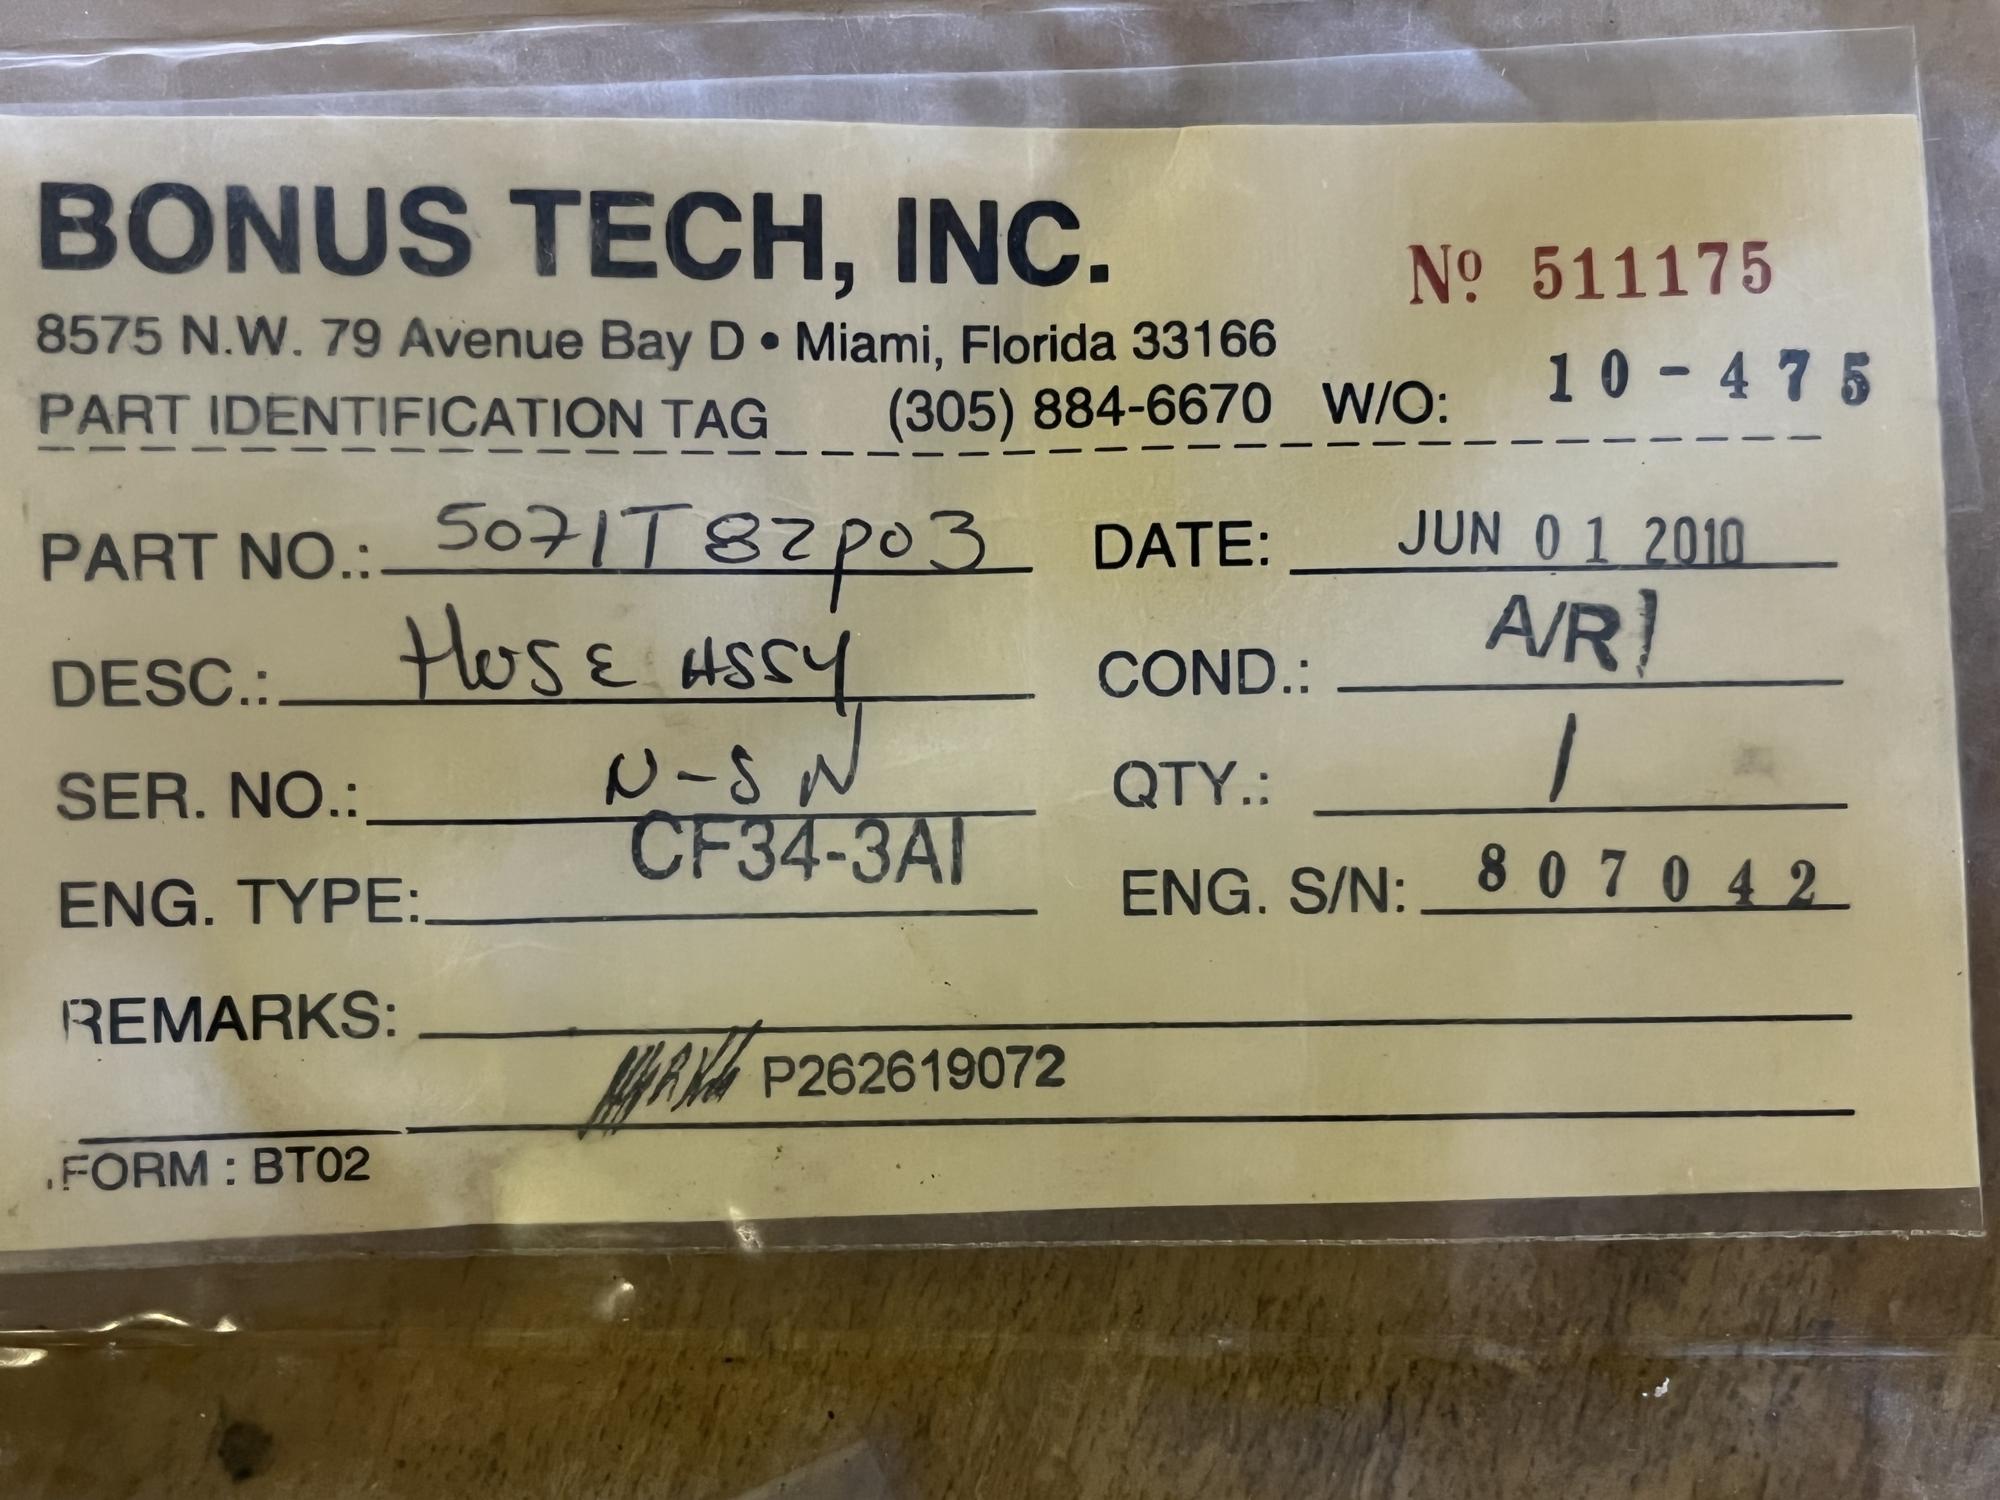 BONUS TECH, INC.
Nº 511175
8575 N.W. 79 Avenue Bay D • Miami, Florida 33166
PART IDENTIFICATION TAG (305) 884-6670 W/O: 10-475
PART NO.: 5071T82p03 DATE: JUN 01 2010
DESC.: HOSE ASSY COND.: A/R
SER. NO.: N-SN QTY.: 1
ENG. TYPE: CF34-3A1 ENG. S/N: 807042
REMARKS:
P262619072
FORM : BT02